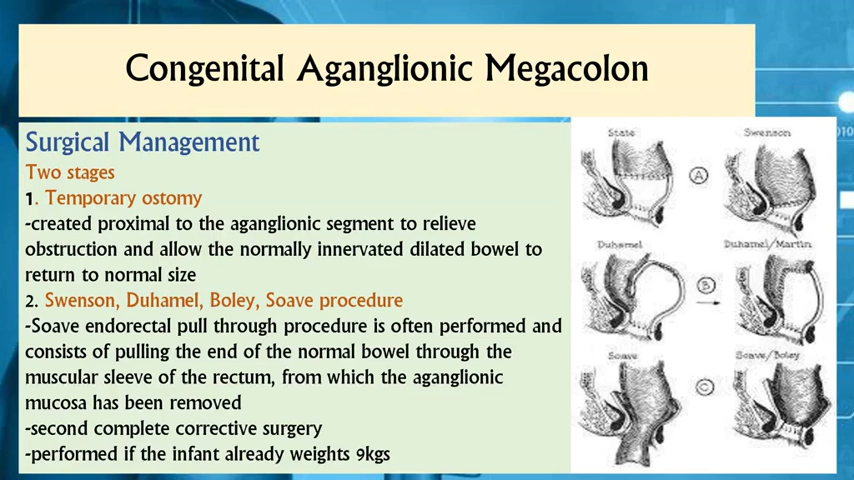 Congenital Aganglionic Megacolon
Surgical Management
Two stages
1. Temporary ostomy
-created proximal to the aganglionic segment to relieve
obstruction and allow the normally innervated dilated bowel to
return to normal size
2. Swenson, Duhamel, Boley, Soave procedure
-Soave endorectal pull through procedure is often performed and
consists of pulling the end of the normal bowel through the
muscular sleeve of the rectum, from which the aganglionic
mucosa has been removed
-second complete corrective surgery
-performed if the infant already weights 9kgs
State
Swenson
A
Duhamel
Duhamel/Martin
B
Soave
Soave/Boley
C